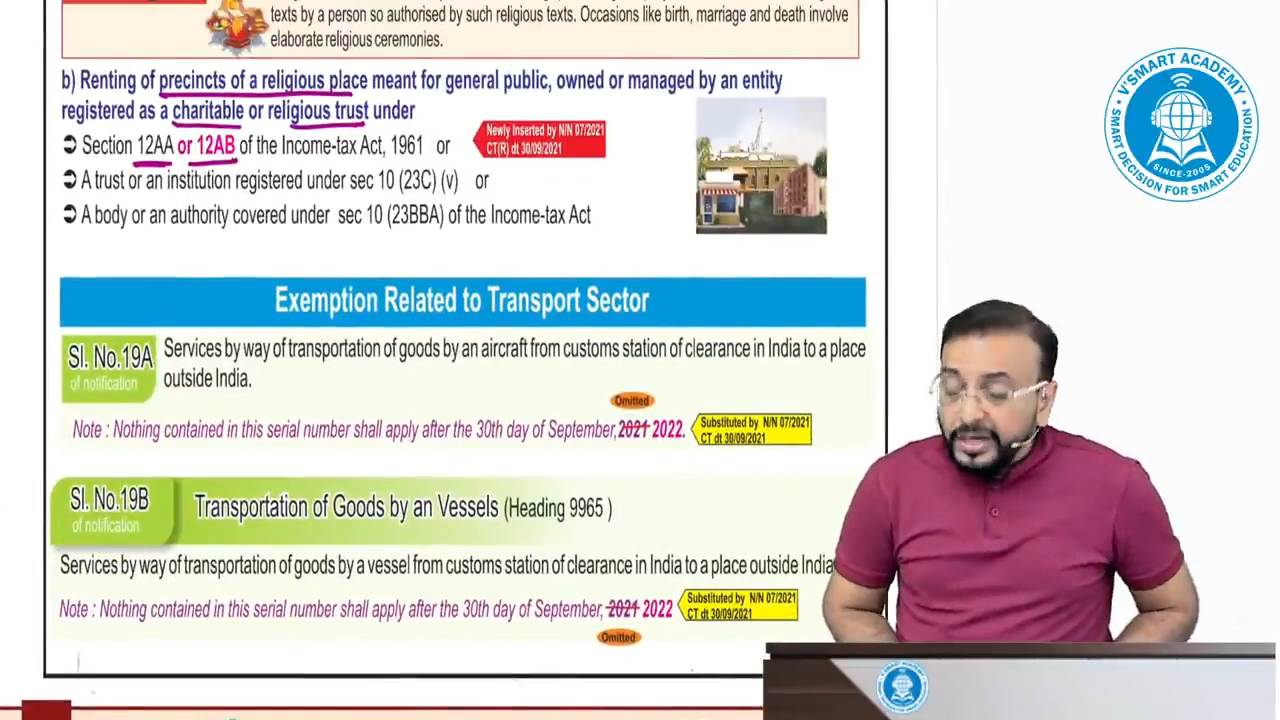 texts by a person so authorised by such religious texts. Occasions like birth, marriage and death involve
elaborate religious ceremonies.
b) Renting of precincts of a religious place meant for general public, owned or managed by an entity
registered as a charitable or religious trust under
➲ Section 12AA or 12AB of the Income-tax Act, 1961 or
Newly Inserted by N/N 07/2021
CT(R) dt 30/09/2021
➲ A trust or an institution registered under sec 10 (23C) (v) or
➲ A body or an authority covered under sec 10 (23BBA) of the Income-tax Act
Exemption Related to Transport Sector
Sl. No.19A
of notification
Services by way of transportation of goods by an aircraft from customs station of clearance in India to a place
outside India.
Omitted
Note : Nothing contained in this serial number shall apply after the 30th day of September, 2021 2022.
Substituted by N/N 07/2021
CT dt 30/09/2021
Sl. No.19B
of notification
Transportation of Goods by an Vessels (Heading 9965 )
Services by way of transportation of goods by a vessel from customs station of clearance in India to a place outside India
Note : Nothing contained in this serial number shall apply after the 30th day of September, 2021 2022
Substituted by N/N 07/2021
CT dt 30/09/2021
Omitted
V'SMART ACADEMY
SINCE-2005
SMART DECISION FOR SMART EDUCATION